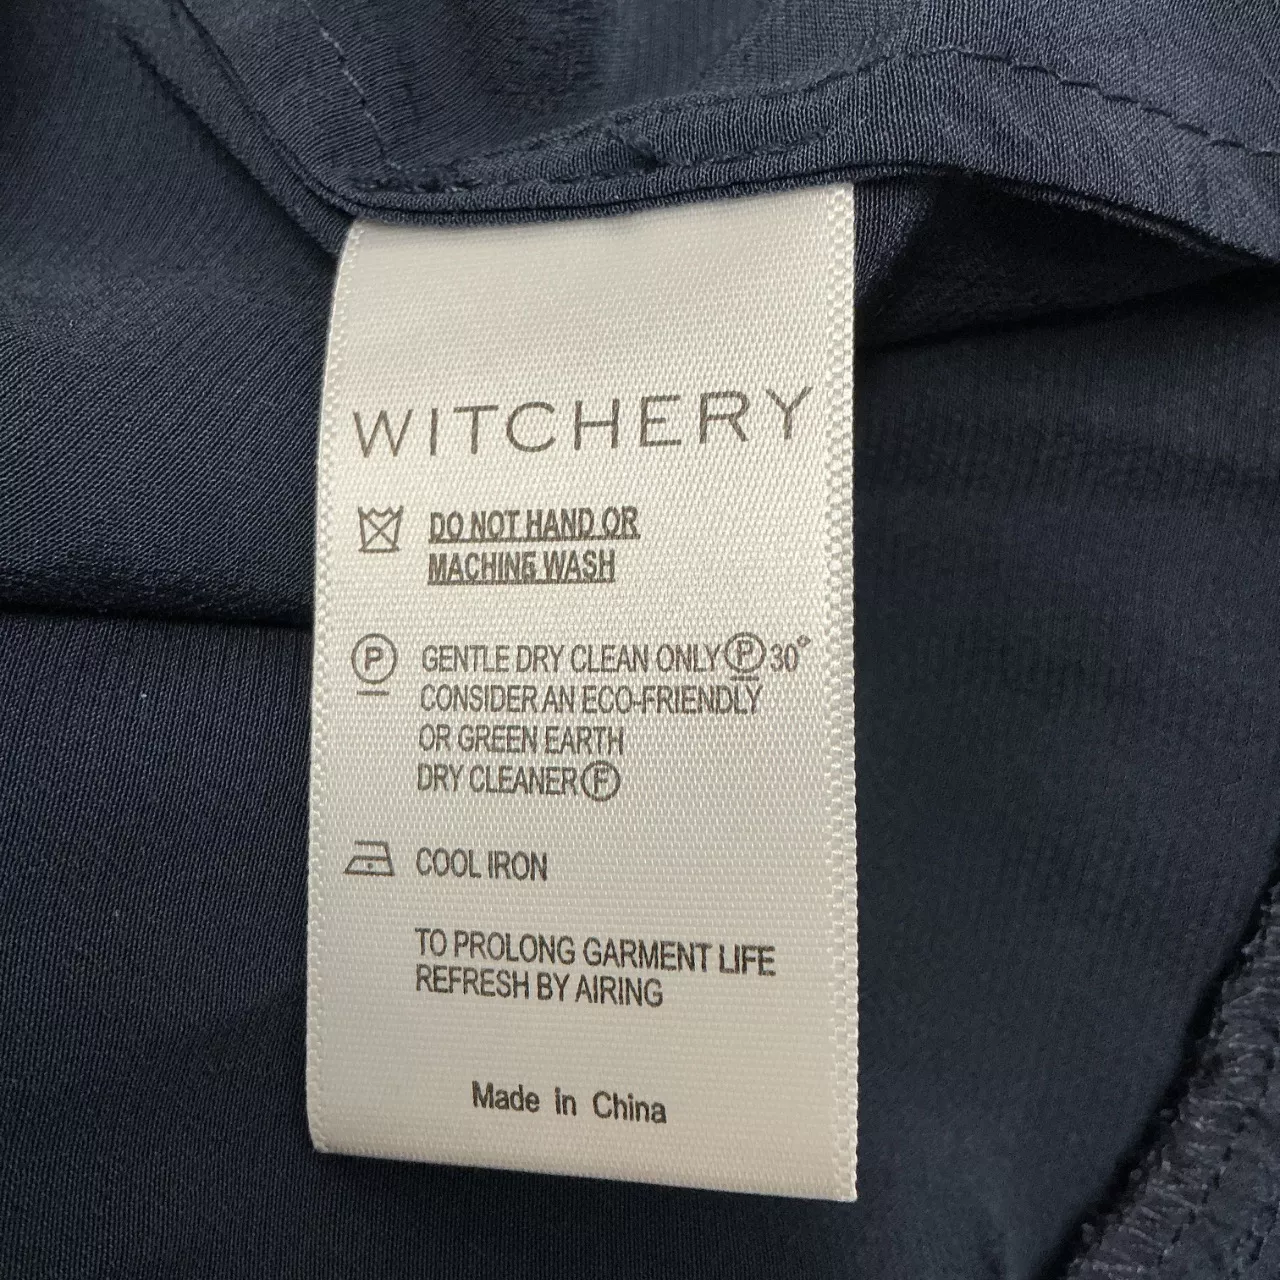 WITCHERY
DO NOT HAND OR
MACHINE WASH
P GENTLE DRY CLEAN ONLY P 30°
CONSIDER AN ECO-FRIENDLY
OR GREEN EARTH
DRY CLEANER F
COOL IRON
TO PROLONG GARMENT LIFE
REFRESH BY AIRING
Made in China